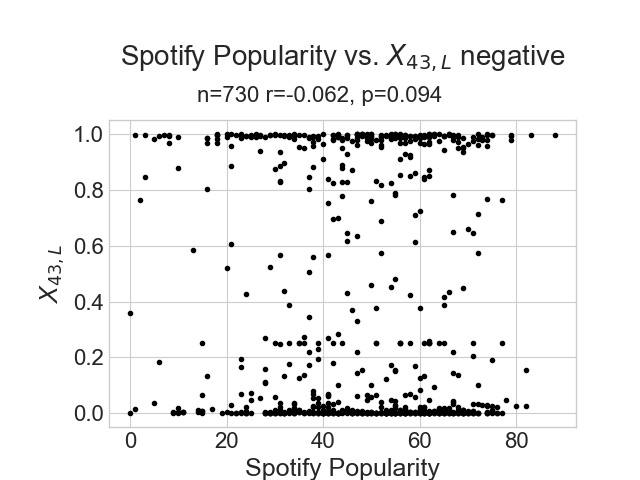 Spotify Popularity vs. X₄₃,L negative
n=730 r=-0.062, p=0.094
1.0
0.8
0.6
0.4
0.2
0.0
X₄₃,L
0 20 40 60 80
Spotify Popularity